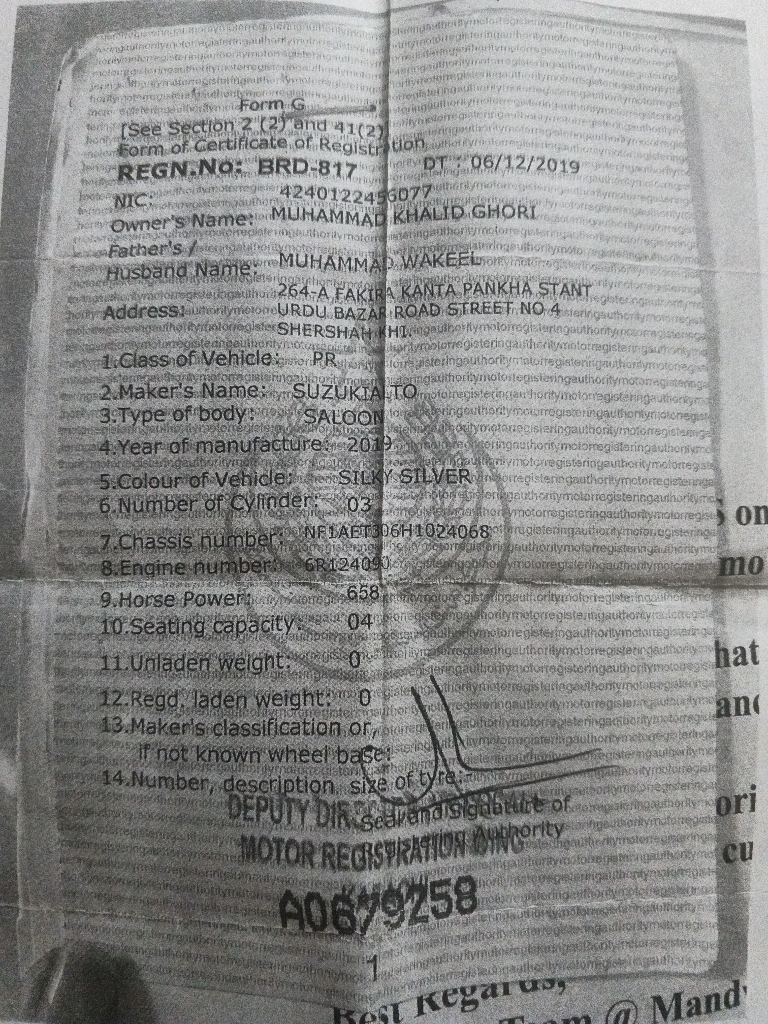 Form G
[See Section 2 (2) and 41(2)
Form of Certificate of Registration
REGN.No: BRD-817 DT : 06/12/2019
NIC: 4240122456077
Owner's Name: MUHAMMAD KHALID GHORI
Father's /
Husband Name: MUHAMMAD WAKEEL
264-A FAKIRA KANTA PANKHA STANT
Address: URDU BAZAR ROAD STREET NO 4
SHERSHAH KHI.
1.Class of Vehicle: PR
2.Maker's Name: SUZUKIALTO
3.Type of body: SALOON
4.Year of manufacture: 2019
5.Colour of Vehicle: SILKY SILVER
6.Number of Cylinder: 03
7.Chassis number: NF1AET306H1024068
8.Engine number: 6R124090
9.Horse Power: 658
10.Seating capacity: 04
11.Unladen weight: 0
12.Regd. laden weight: 0
13.Maker's classification or,
if not known wheel base:
14.Number, description, size of tyre:-
Seal and Signature of
Authority
DEPUTY
MOTOR REGISTRATION WING
A0679258
1
on
mo
hat
and
ori
cu
Best Regards,
Team @ Mandv